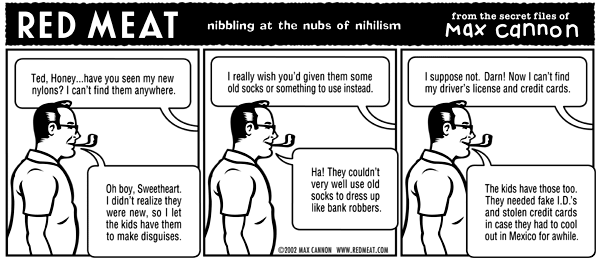 RED MEAT
nibbling at the nubs of nihilism
from the secret files of
max cannon
Ted, Honey...have you seen my new
nylons? I can't find them anywhere.
Oh boy, Sweetheart.
I didn't realize they
were new, so I let
the kids have them
to make disguises.
I really wish you'd given them some
old socks or something to use instead.
Ha! They couldn't
very well use old
socks to dress up
like bank robbers.
©2002 MAX CANNON WWW.REDMEAT.COM
I suppose not. Darn! Now I can't find
my driver's license and credit cards.
The kids have those too.
They needed fake I.D.'s
and stolen credit cards
in case they had to cool
out in Mexico for awhile.